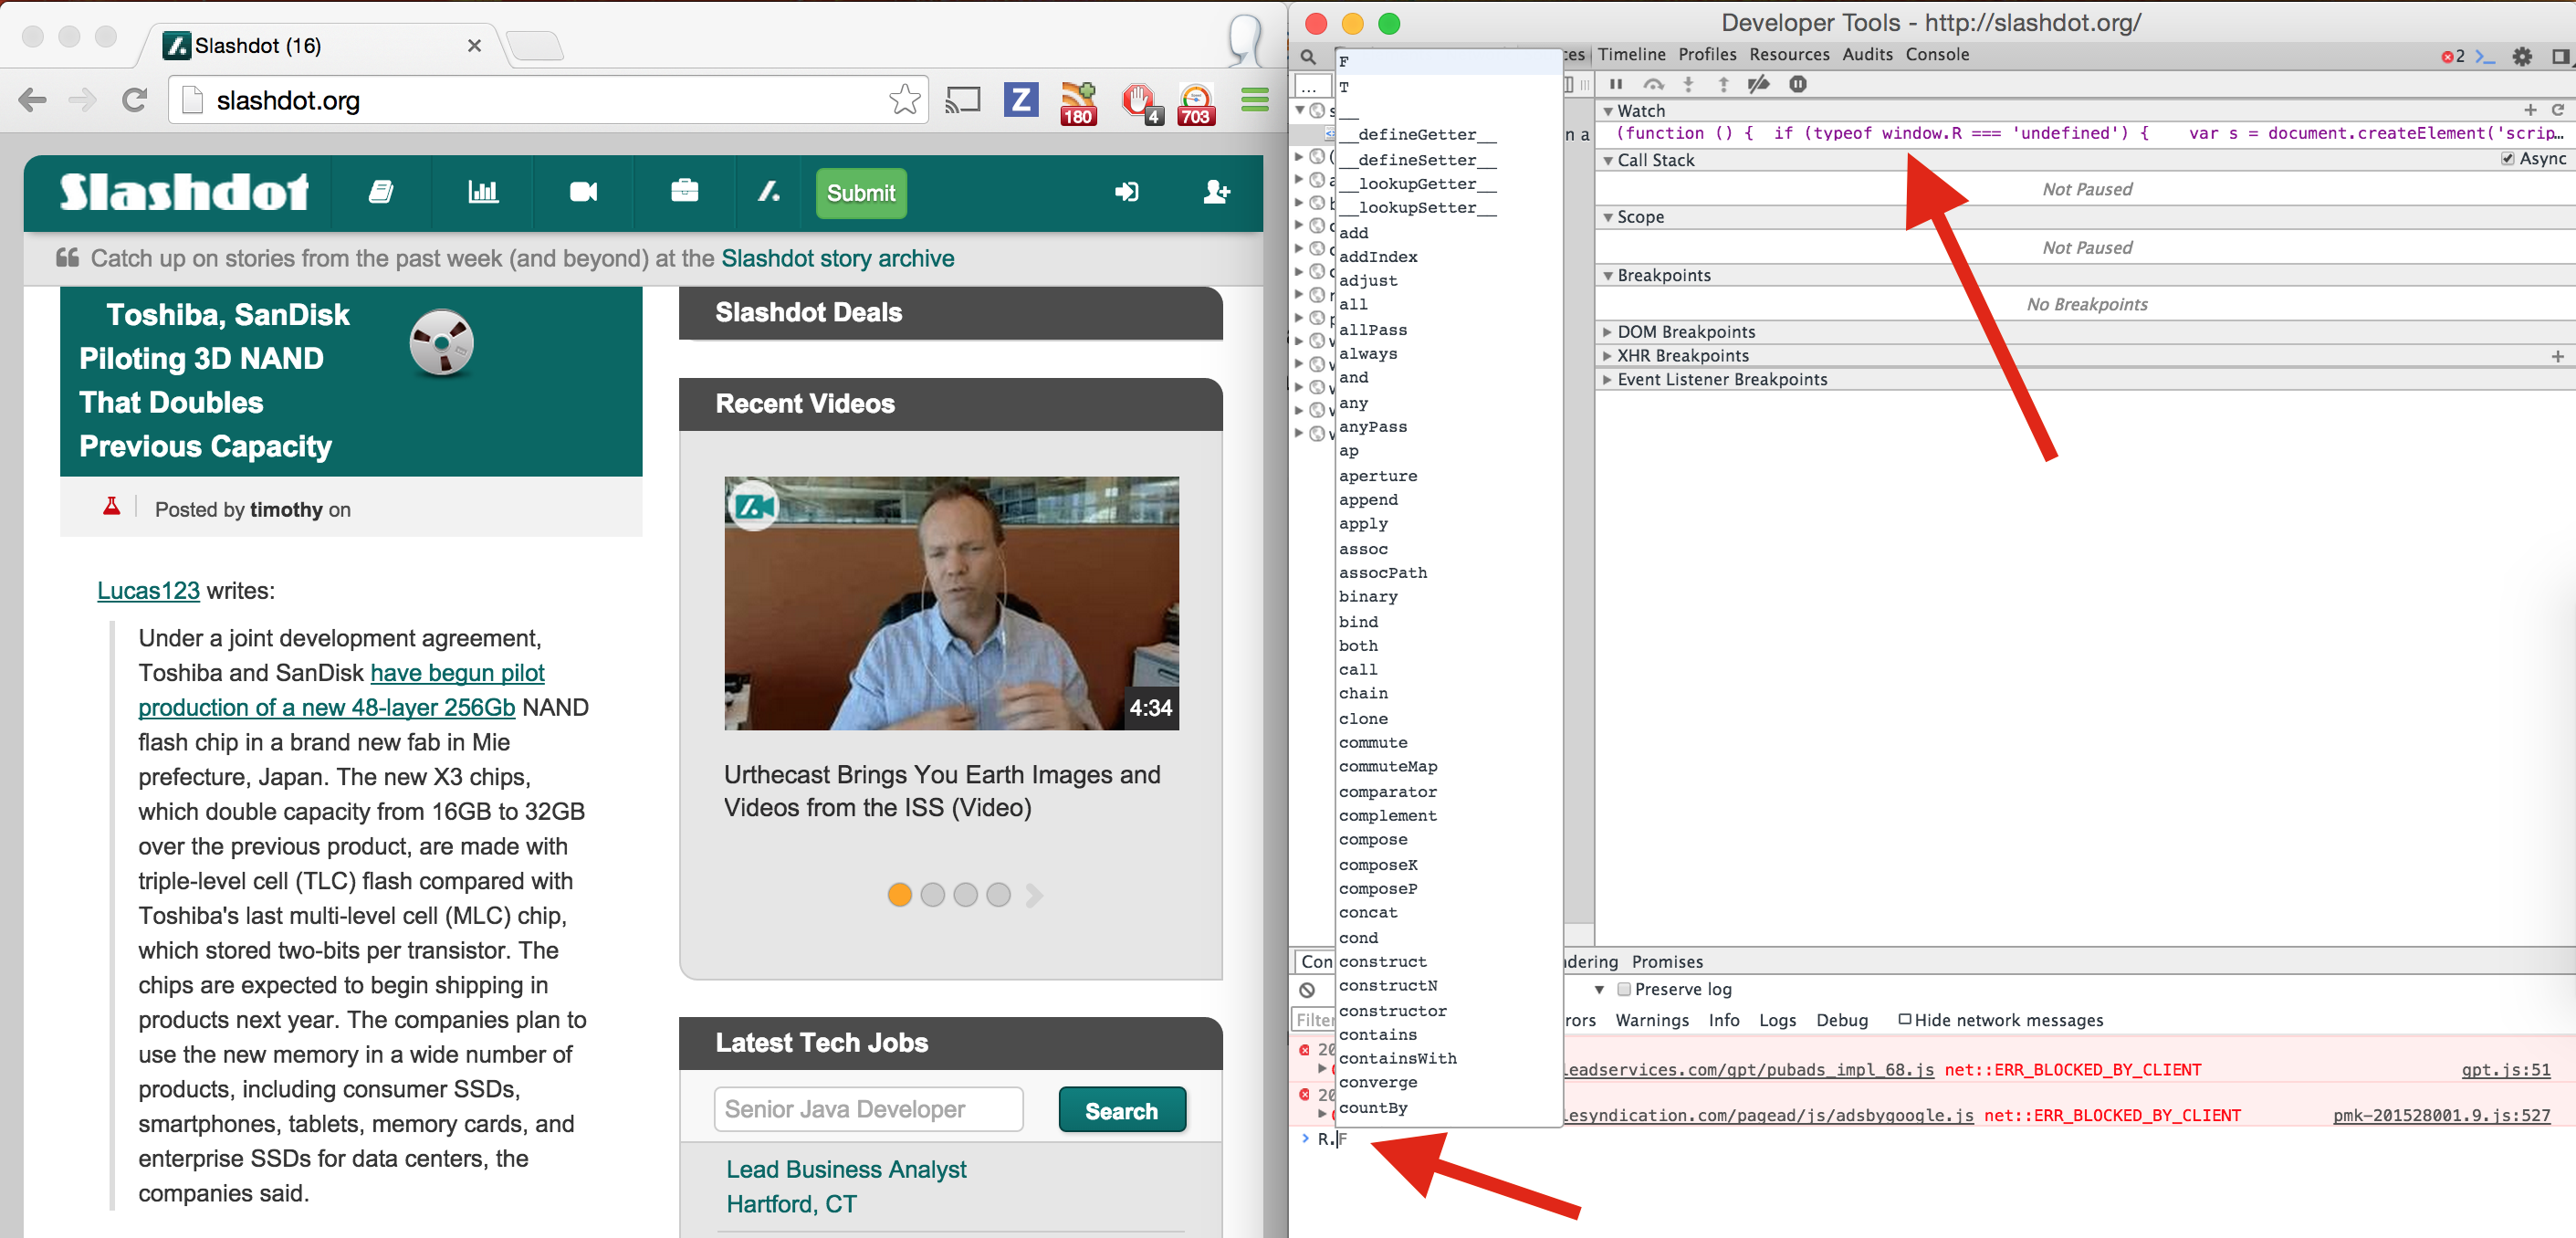 Slashdot (16)
slashdot.org
Z
180
4
703
Slashdot
Submit
Catch up on stories from the past week (and beyond) at the Slashdot story archive
Toshiba, SanDisk
Piloting 3D NAND
That Doubles
Previous Capacity
Posted by timothy on
Lucas123 writes:
Under a joint development agreement,
Toshiba and SanDisk have begun pilot
production of a new 48-layer 256Gb NAND
flash chip in a brand new fab in Mie
prefecture, Japan. The new X3 chips,
which double capacity from 16GB to 32GB
over the previous product, are made with
triple-level cell (TLC) flash compared with
Toshiba's last multi-level cell (MLC) chip,
which stored two-bits per transistor. The
chips are expected to begin shipping in
products next year. The companies plan to
use the new memory in a wide number of
products, including consumer SSDs,
smartphones, tablets, memory cards, and
enterprise SSDs for data centers, the
companies said.
Slashdot Deals
Recent Videos
4:34
Urthecast Brings You Earth Images and
Videos from the ISS (Video)
Latest Tech Jobs
Senior Java Developer
Search
Lead Business Analyst
Hartford, CT
Developer Tools - http://slashdot.org/
Timeline Profiles Resources Audits Console
2
...
F
T
__
__defineGetter__
__defineSetter__
__lookupGetter__
__lookupSetter__
add
addIndex
adjust
all
allPass
always
and
any
anyPass
ap
aperture
append
apply
assoc
assocPath
binary
bind
both
call
chain
clone
commute
commuteMap
comparator
complement
compose
composeK
composeP
concat
cond
construct
constructN
constructor
contains
containsWith
converge
countBy
Watch
(function () { if (typeof window.R === 'undefined') { var s = document.createElement('scrip…
Call Stack
Async
Not Paused
Scope
Not Paused
Breakpoints
No Breakpoints
DOM Breakpoints
XHR Breakpoints
Event Listener Breakpoints
Con
dering Promises
Preserve log
Filter
rors Warnings Info Logs Debug Hide network messages
20
leadservices.com/gpt/pubads_impl_68.js net::ERR_BLOCKED_BY_CLIENT gpt.js:51
20
lesyndication.com/pagead/js/adsbygoogle.js net::ERR_BLOCKED_BY_CLIENT pmk-201528001.9.js:527
R.F